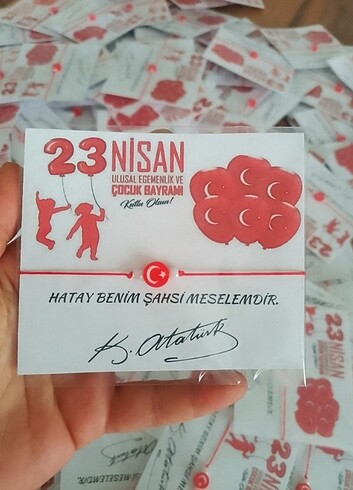 23 NİSAN
ULUSAL EGEMENLİK VE
ÇOCUK BAYRAMI
Kutlu Olsun!
HATAY BENİM ŞAHSİ MESELEMDİR.
K. Atatürk